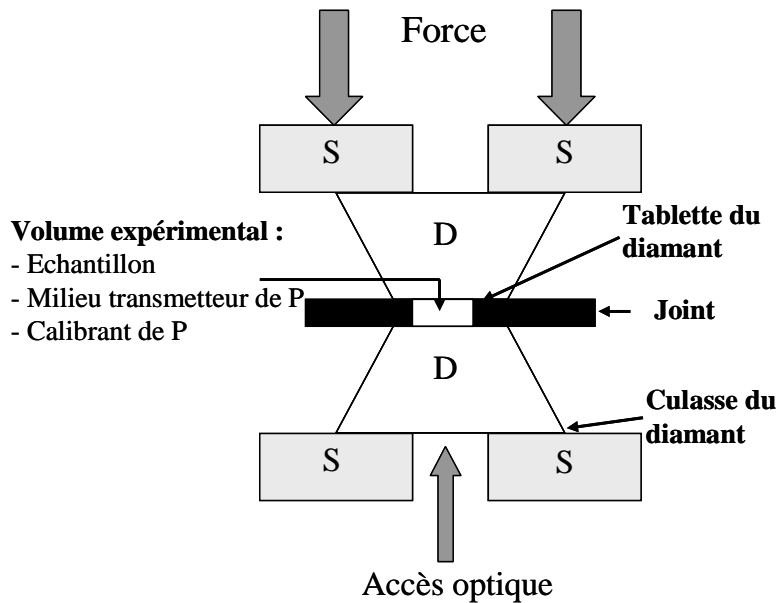 Force
S
S
D
Volume expérimental :
- Echantillon
- Milieu transmetteur de P
- Calibrant de P
Tablette du
diamant
Joint
D
Culasse du
diamant
S
S
Accès optique